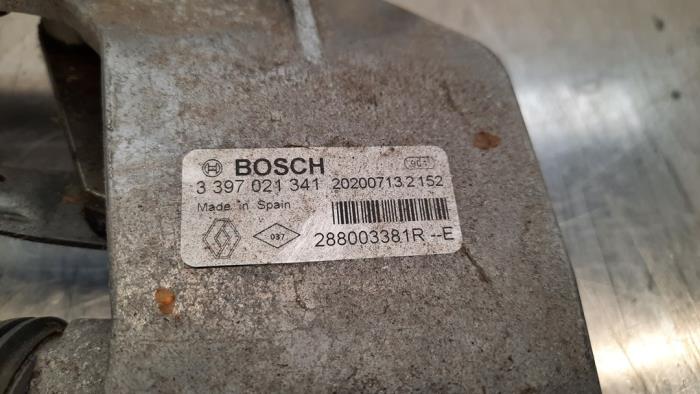 BOSCH
3 397 021 341 20200713.2152
Made in Spain
037
288003381R --E